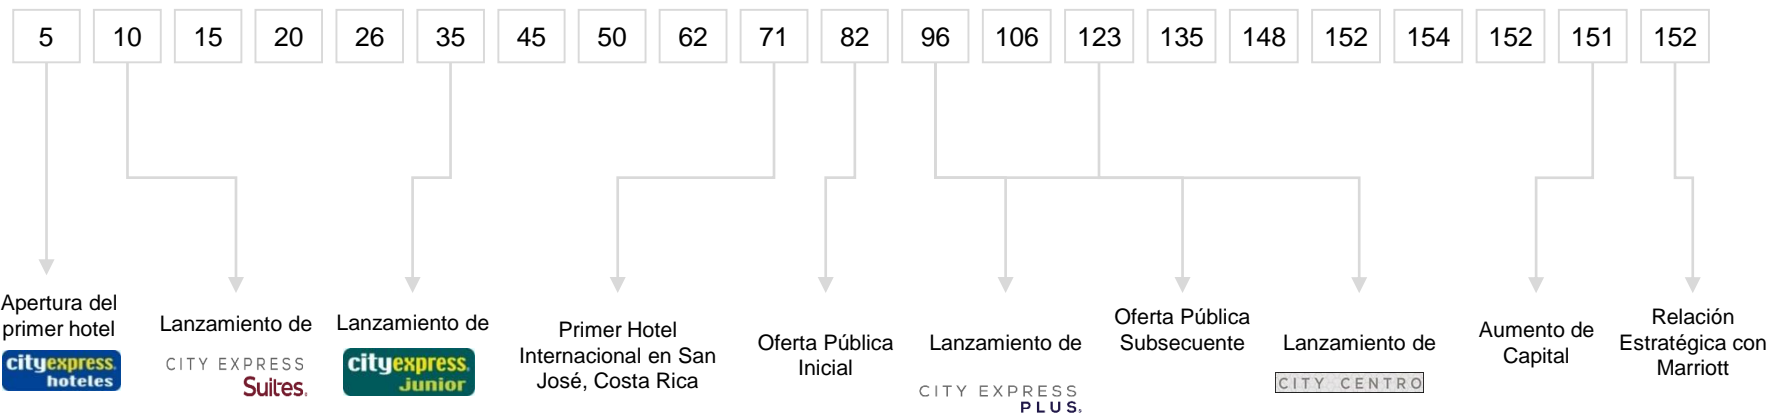 5 10 15 20 26 35 45 50 62 71 82 96 106 123 135 148 152 154 152 151 152
Apertura del
primer hotel
cityexpress.
hoteles
Lanzamiento de
CITY EXPRESS
Suites.
Lanzamiento de
cityexpress.
junior
Primer Hotel
Internacional en San
José, Costa Rica
Oferta Pública
Inicial
Lanzamiento de
CITY EXPRESS
PLUS.
Oferta Pública
Subsecuente
Lanzamiento de
CITY CENTRO
Aumento de
Capital
Relación
Estratégica con
Marriott